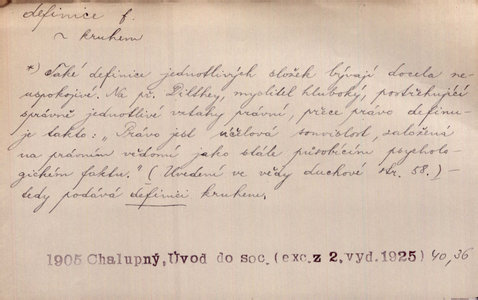 definice f.
~ kruhem
*) Také definice jednotlivých složek bývají docela ne-
uspokojivé. Na př. Dilthey, myslitel hluboký, postřehující
správně jednotlivé vztahy právní, přece právo definu-
je takto: „Právo jest účelová souvislost, založená
na právním vědomí jako stále působícím psycholo-
gickém faktu." (Uvedení ve vědy duchové str. 58.) -
tedy podává definici kruhem.
1905 Chalupný, Úvod do soc. (exc. z 2. vyd. 1925) 40,36